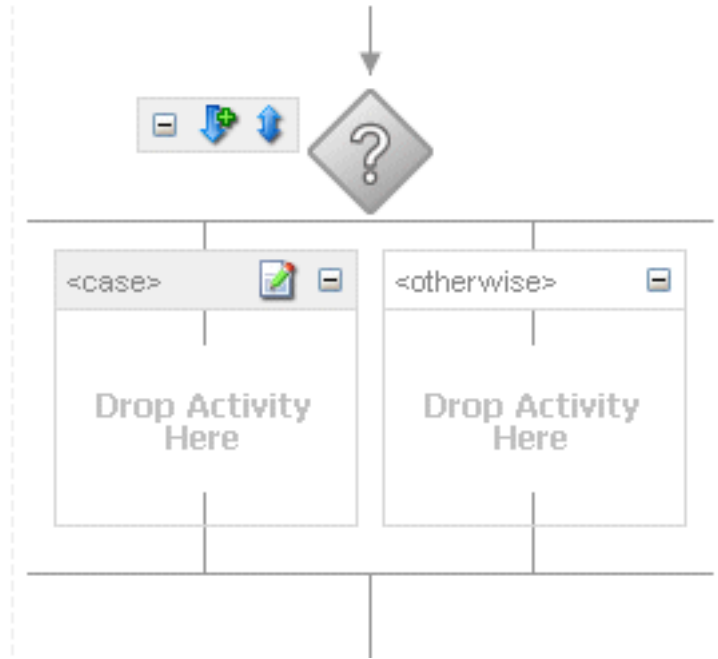 ?
<case>
<otherwise>
Drop Activity
Here
Drop Activity
Here